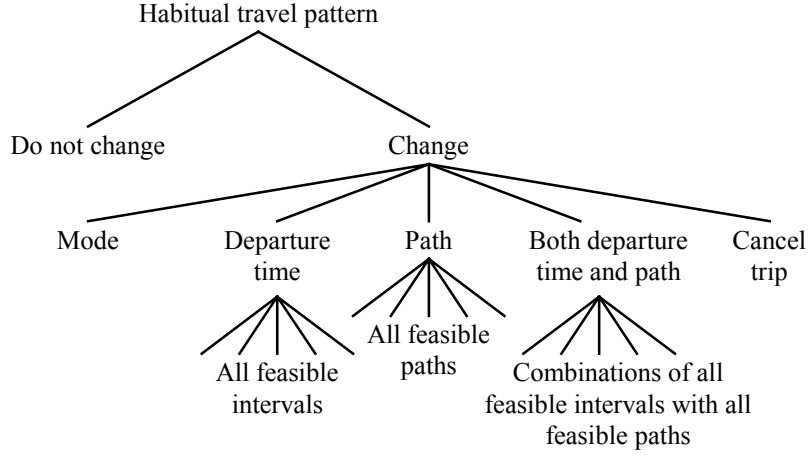 Habitual travel pattern
Do not change
Change
Mode
Departure
time
Path
Both departure
time and path
Cancel
trip
All feasible
intervals
All feasible
paths
Combinations of all
feasible intervals with all
feasible paths